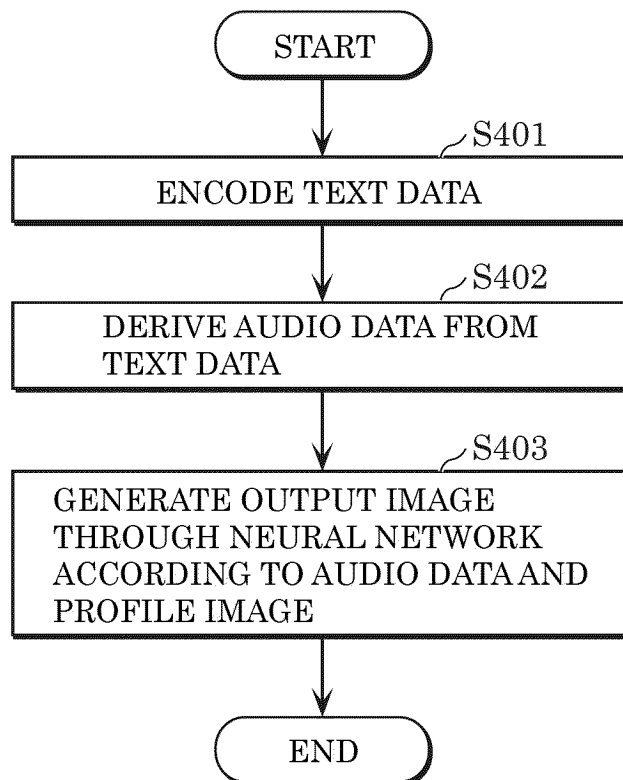 START
S401
ENCODE TEXT DATA
S402
DERIVE AUDIO DATA FROM
TEXT DATA
S403
GENERATE OUTPUT IMAGE
THROUGH NEURAL NETWORK
ACCORDING TO AUDIO DATA AND
PROFILE IMAGE
END